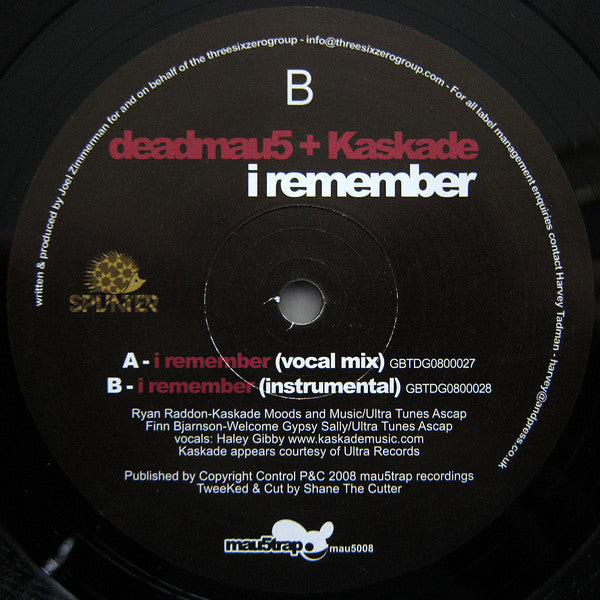 written & produced by Joel Zimmerman for and on behalf of the threesixzerogroup - info@threesixzerogroup.com - For all label management enquiries contact Harvey Tadman - harvey@andpress.co.uk
B
deadmau5 + Kaskade
i remember
SPLINTER
A - i remember (vocal mix) GBTDG0800027
B - i remember (instrumental) GBTDG0800028
Ryan Raddon-Kaskade Moods and Music/Ultra Tunes Ascap
Finn Bjarnson-Welcome Gypsy Sally/Ultra Tunes Ascap
vocals: Haley Gibby www.kaskademusic.com
Kaskade appears courtesy of Ultra Records
Published by Copyright Control P&C 2008 mau5trap recordings
TweeKed & Cut by Shane The Cutter
mau5trap
mau5008